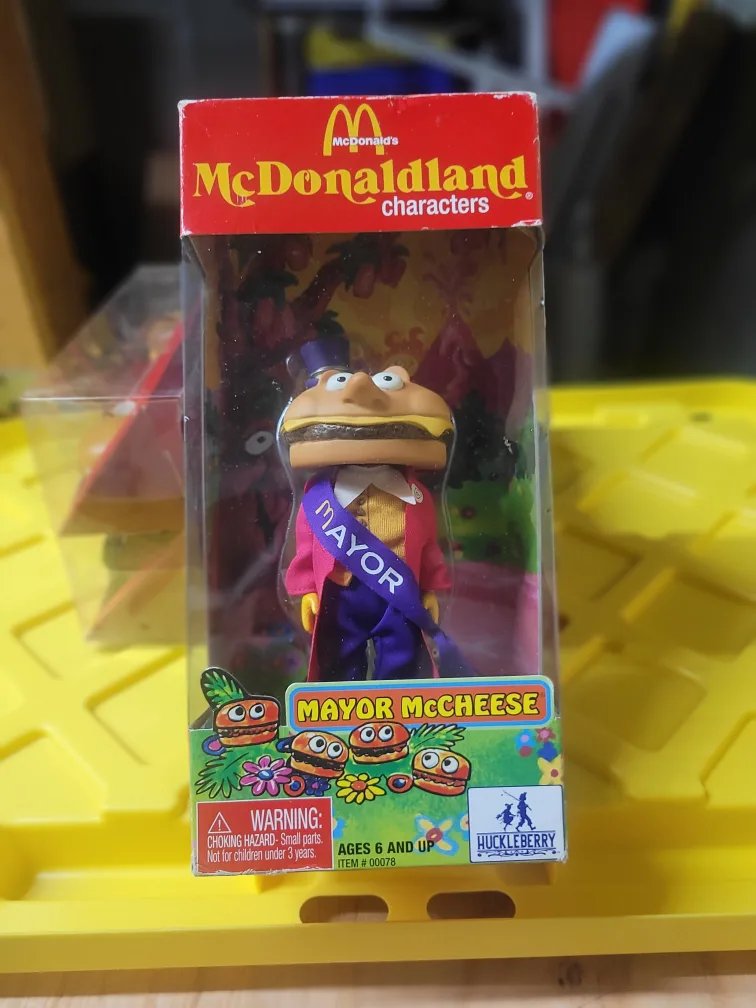 McDonald's
McDonaldland®
characters
MAYOR
MAYOR McCHEESE
WARNING:
CHOKING HAZARD- Small parts.
Not for children under 3 years.
AGES 6 AND UP
ITEM # 00078
HUCKLEBERRY